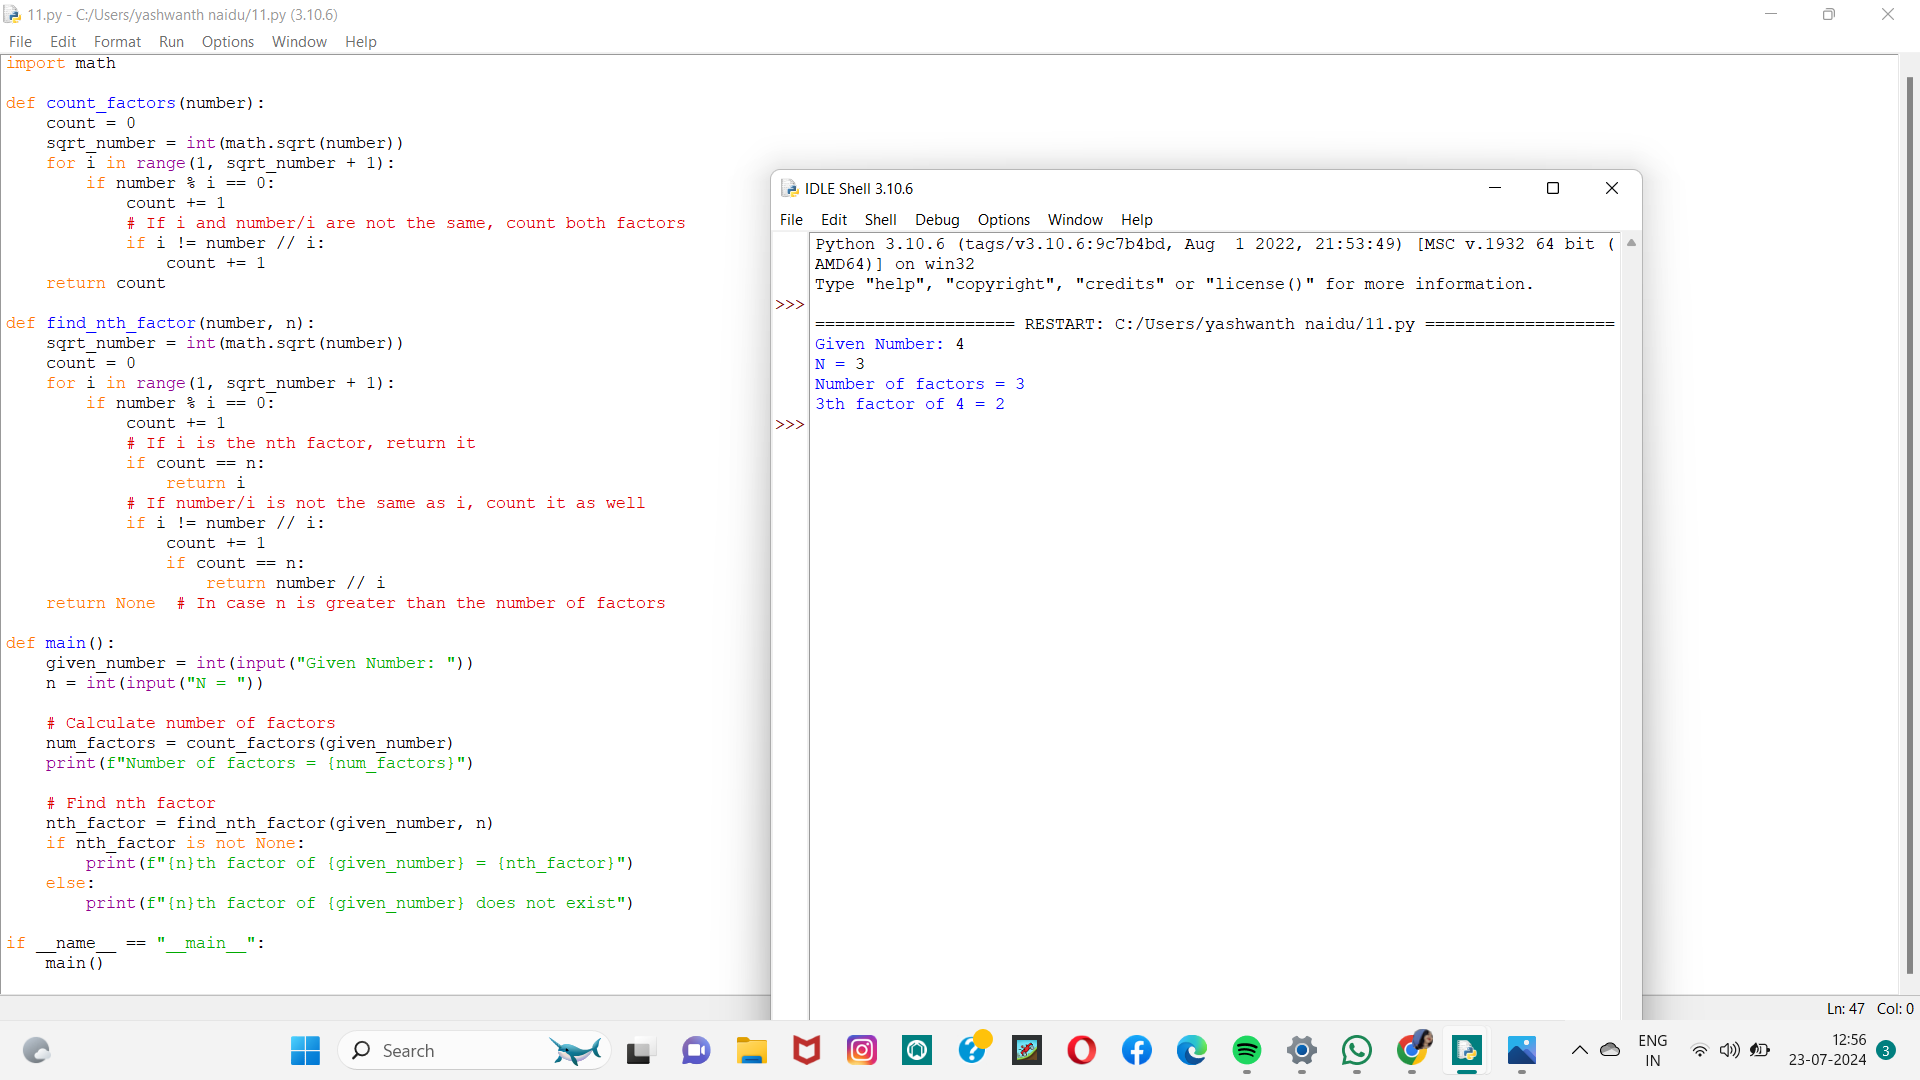 11.py - C:/Users/yashwanth naidu/11.py (3.10.6)
File Edit Format Run Options Window Help
import math

def count_factors(number):
    count = 0
    sqrt_number = int(math.sqrt(number))
    for i in range(1, sqrt_number + 1):
        if number % i == 0:
            count += 1
            # If i and number/i are not the same, count both factors
            if i != number // i:
                count += 1
    return count

def find_nth_factor(number, n):
    sqrt_number = int(math.sqrt(number))
    count = 0
    for i in range(1, sqrt_number + 1):
        if number % i == 0:
            count += 1
            # If i is the nth factor, return it
            if count == n:
                return i
            # If number/i is not the same as i, count it as well
            if i != number // i:
                count += 1
                if count == n:
                    return number // i
    return None  # In case n is greater than the number of factors

def main():
    given_number = int(input("Given Number: "))
    n = int(input("N = "))

    # Calculate number of factors
    num_factors = count_factors(given_number)
    print(f"Number of factors = {num_factors}")

    # Find nth factor
    nth_factor = find_nth_factor(given_number, n)
    if nth_factor is not None:
        print(f"{n}th factor of {given_number} = {nth_factor}")
    else:
        print(f"{n}th factor of {given_number} does not exist")

if __name__ == "__main__":
    main()
IDLE Shell 3.10.6
File Edit Shell Debug Options Window Help
Python 3.10.6 (tags/v3.10.6:9c7b4bd, Aug  1 2022, 21:53:49) [MSC v.1932 64 bit (
AMD64)] on win32
Type "help", "copyright", "credits" or "license()" for more information.
>>>
==================== RESTART: C:/Users/yashwanth naidu/11.py ===================
Given Number: 4
N = 3
Number of factors = 3
3th factor of 4 = 2
>>>
Ln: 47 Col: 0
Search
ENG
IN
12:56
23-07-2024
3